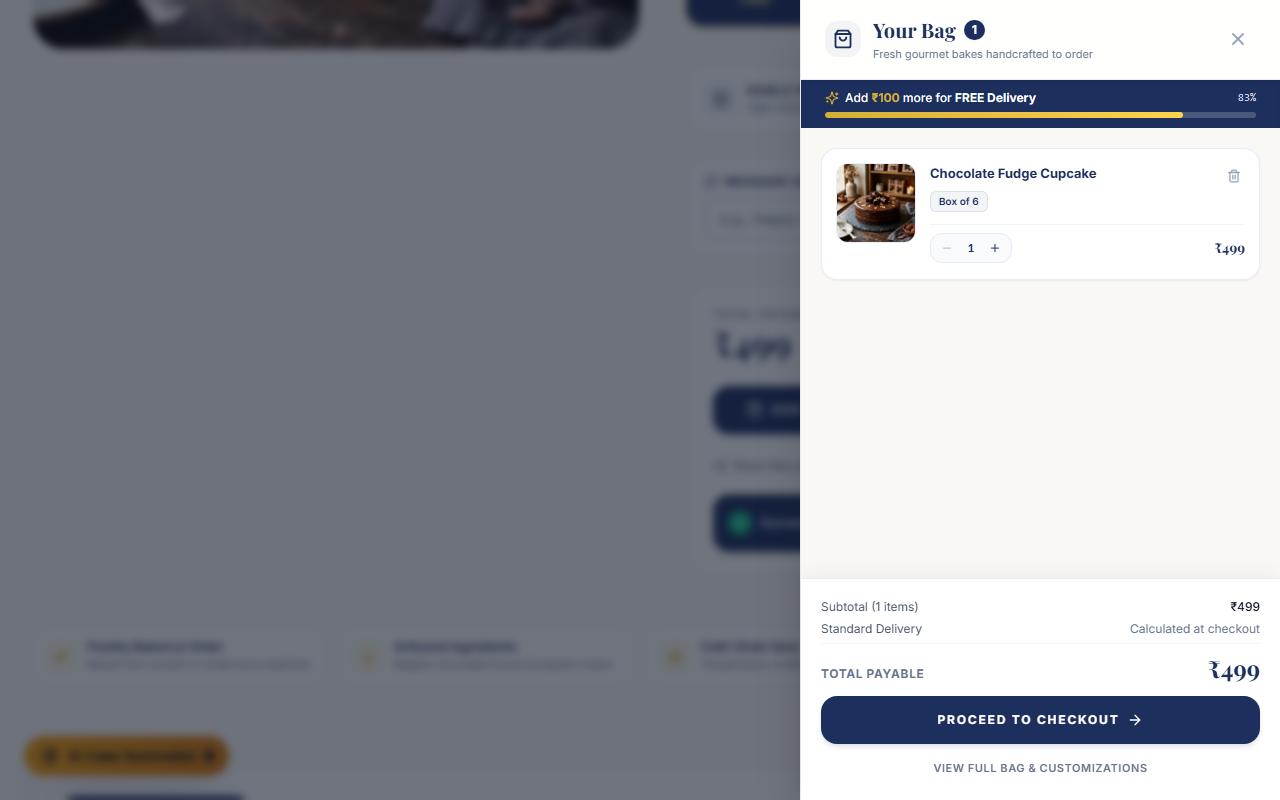 Your Bag 1
Fresh gourmet bakes handcrafted to order
Add ₹100 more for FREE Delivery 83%
Chocolate Fudge Cupcake
Box of 6
1
₹499
Subtotal (1 items) ₹499
Standard Delivery Calculated at checkout
TOTAL PAYABLE ₹499
PROCEED TO CHECKOUT
VIEW FULL BAG & CUSTOMIZATIONS
₹499